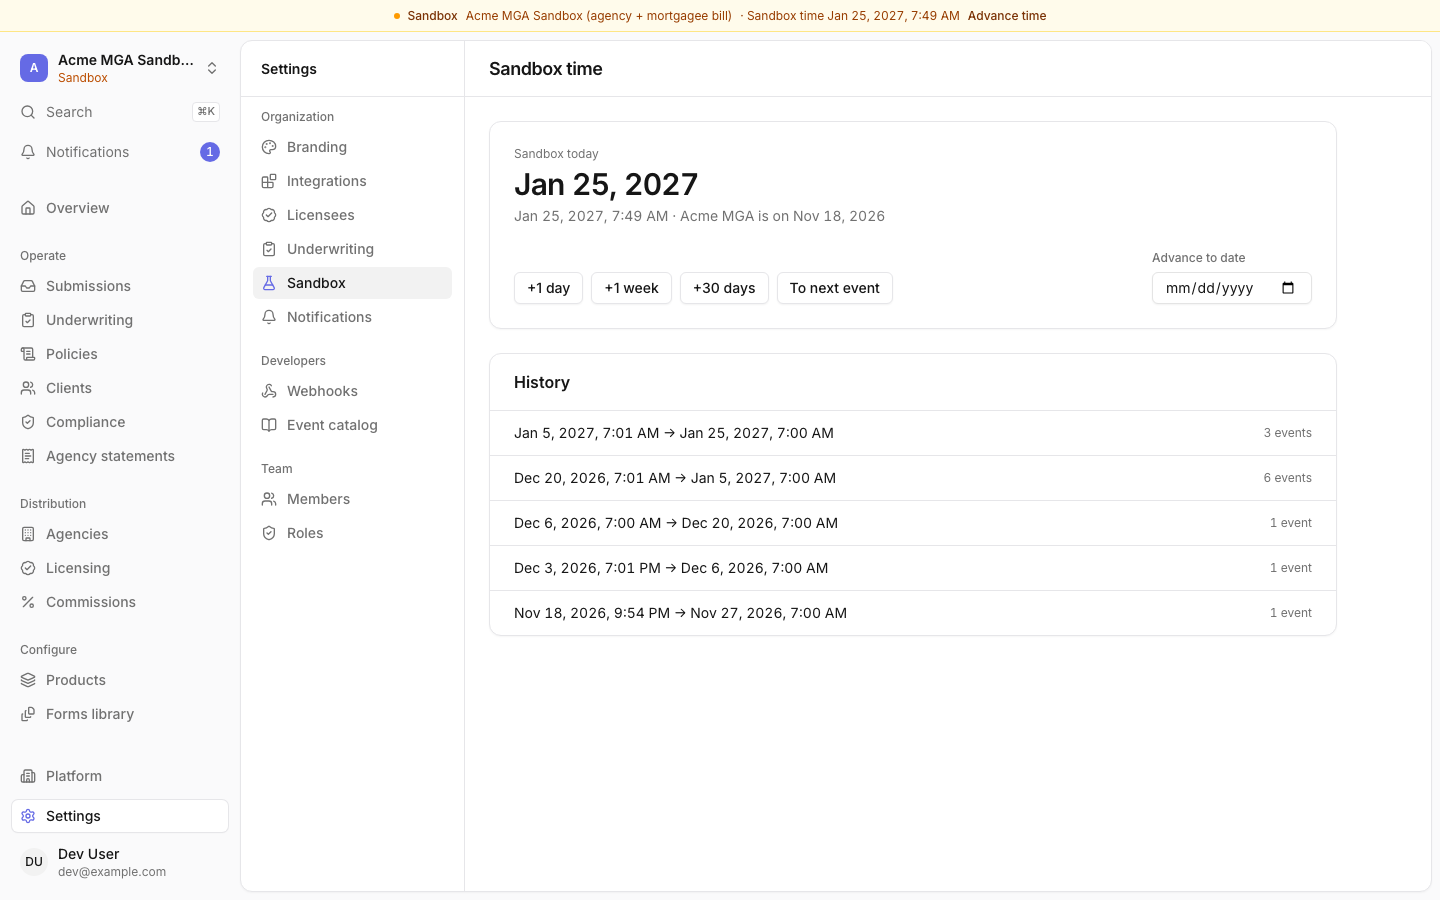 Sandbox Acme MGA Sandbox (agency + mortgagee bill) · Sandbox time Jan 25, 2027, 7:49 AM Advance time
A
Acme MGA Sandb...
Sandbox
Search ⌘K
Notifications 1
Overview
Operate
Submissions
Underwriting
Policies
Clients
Compliance
Agency statements
Distribution
Agencies
Licensing
Commissions
Configure
Products
Forms library
Platform
Settings
DU
Dev User
dev@example.com
Settings
Organization
Branding
Integrations
Licensees
Underwriting
Sandbox
Notifications
Developers
Webhooks
Event catalog
Team
Members
Roles
Sandbox time
Sandbox today
Jan 25, 2027
Jan 25, 2027, 7:49 AM · Acme MGA is on Nov 18, 2026
+1 day +1 week +30 days To next event
Advance to date
mm/dd/yyyy
History
Jan 5, 2027, 7:01 AM → Jan 25, 2027, 7:00 AM 3 events
Dec 20, 2026, 7:01 AM → Jan 5, 2027, 7:00 AM 6 events
Dec 6, 2026, 7:00 AM → Dec 20, 2026, 7:00 AM 1 event
Dec 3, 2026, 7:01 PM → Dec 6, 2026, 7:00 AM 1 event
Nov 18, 2026, 9:54 PM → Nov 27, 2026, 7:00 AM 1 event